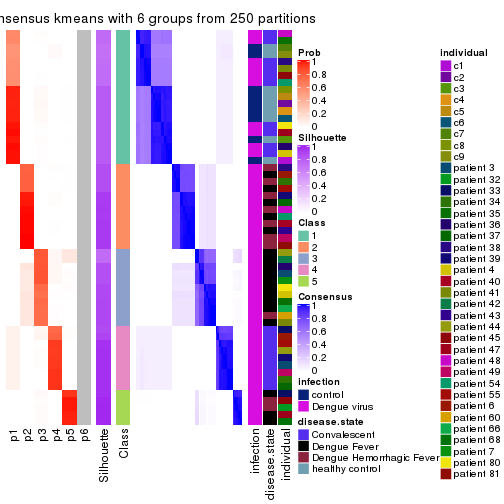 nsensus kmeans with 6 groups from 250 partitions
p1
p2
p3
p4
p5
p6
Silhouette
Class
infection
disease.state
individual
Prob
1
0.8
0.6
0.4
0.2
0
Silhouette
1
0.8
0.6
0.4
0.2
0
Class
1
2
3
4
5
Consensus
1
0.8
0.6
0.4
0.2
0
infection
control
Dengue virus
disease.state
Convalescent
Dengue Fever
Dengue Hemorrhagic Fever
healthy control
individual
c1
c2
c3
c4
c5
c6
c7
c8
c9
patient 3
patient 32
patient 33
patient 34
patient 35
patient 36
patient 37
patient 38
patient 39
patient 4
patient 40
patient 41
patient 42
patient 43
patient 44
patient 45
patient 47
patient 48
patient 49
patient 54
patient 55
patient 6
patient 60
patient 66
patient 68
patient 7
patient 80
patient 81